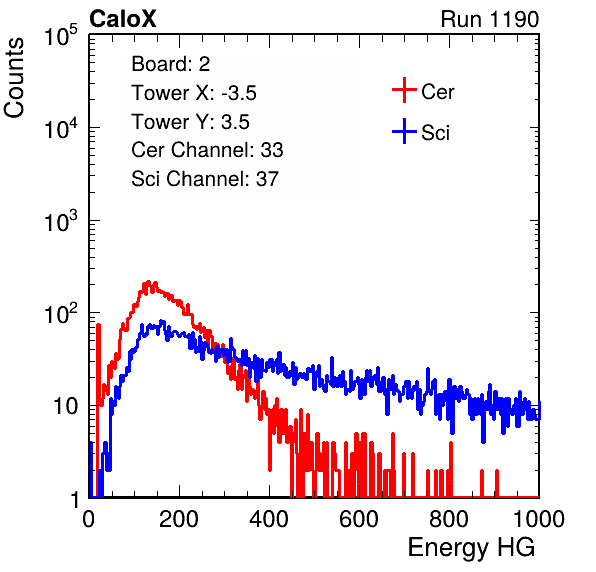 CaloX Run 1190
Counts
10^5
10^4
10^3
10^2
10
1
Board: 2
Tower X: -3.5
Tower Y: 3.5
Cer Channel: 33
Sci Channel: 37
Cer
Sci
0 200 400 600 800 1000
Energy HG